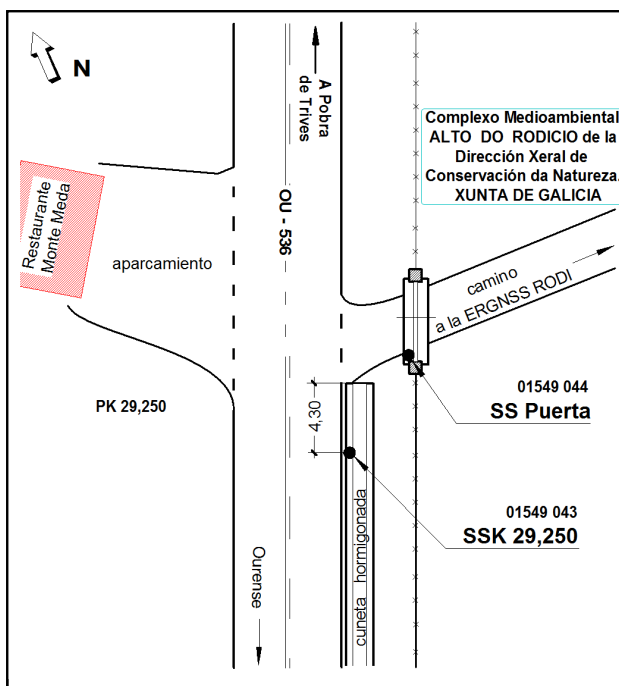 N
A Pobra
de Trives
Complexo Medioambiental
ALTO DO RODICIO de la
Dirección Xeral de
Conservación da Natureza.
XUNTA DE GALICIA
Restaurante
Monte Meda
aparcamiento
OU - 536
camino
a la ERGNSS RODI
PK 29,250
4,30
01549 044
SS Puerta
01549 043
SSK 29,250
cuneta hormigonada
Ourense